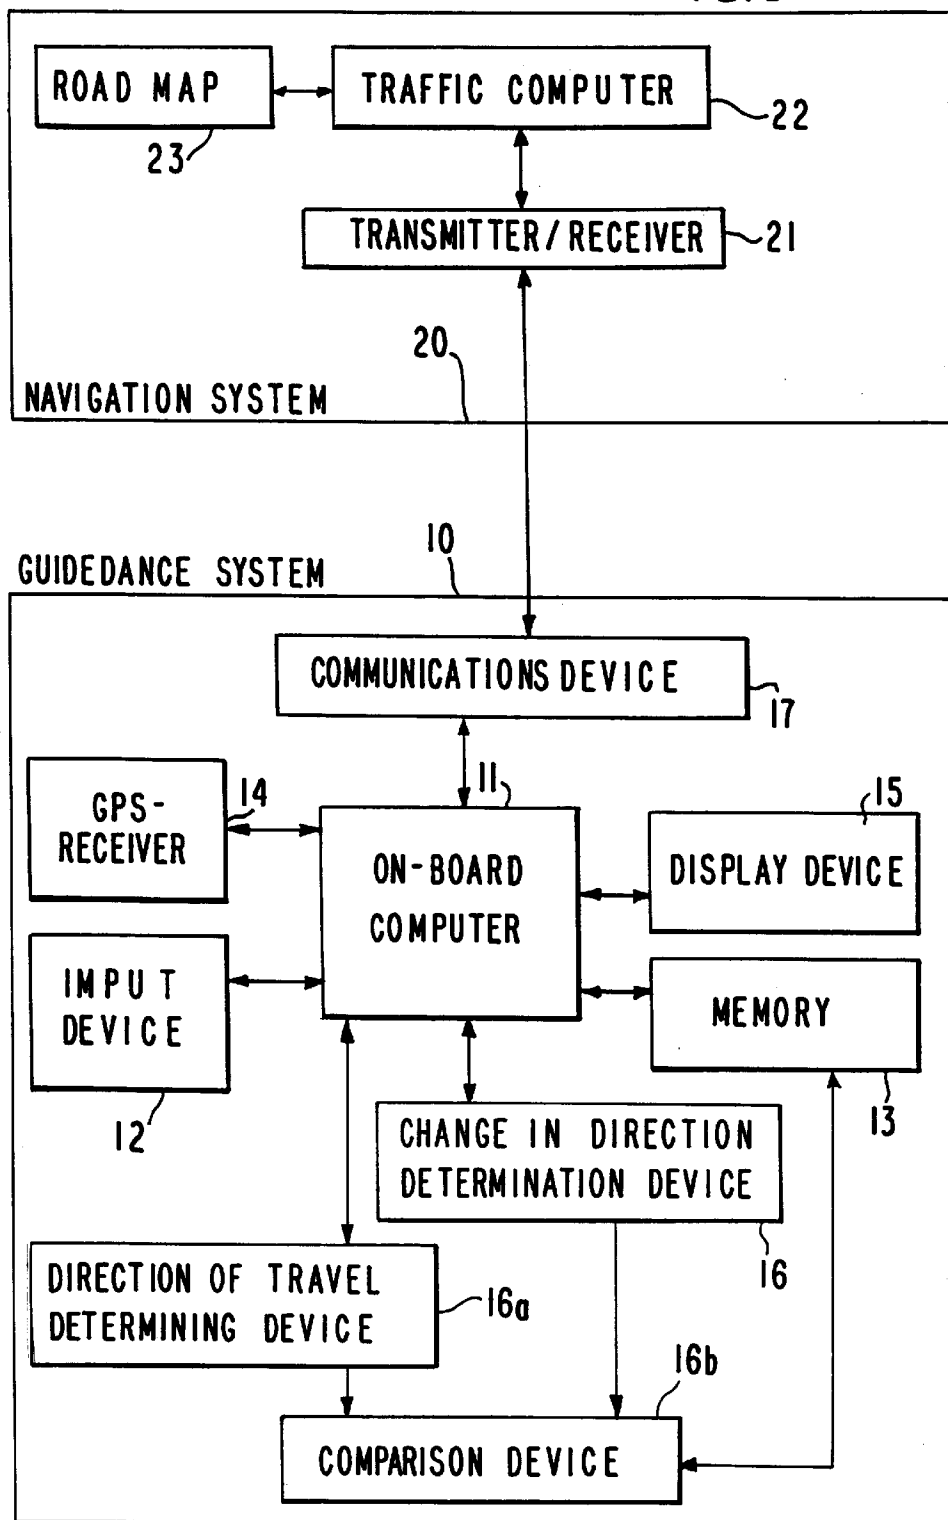 ROAD MAP
23
TRAFFIC COMPUTER
22
TRANSMITTER/RECEIVER
21
20
NAVIGATION SYSTEM
10
GUIDEDANCE SYSTEM
COMMUNICATIONS DEVICE
17
GPS-
RECEIVER
14
11
ON-BOARD
COMPUTER
15
DISPLAY DEVICE
IMPUT
DEVICE
12
MEMORY
13
CHANGE IN DIRECTION
DETERMINATION DEVICE
16
DIRECTION OF TRAVEL
DETERMINING DEVICE
16a
16b
COMPARISON DEVICE